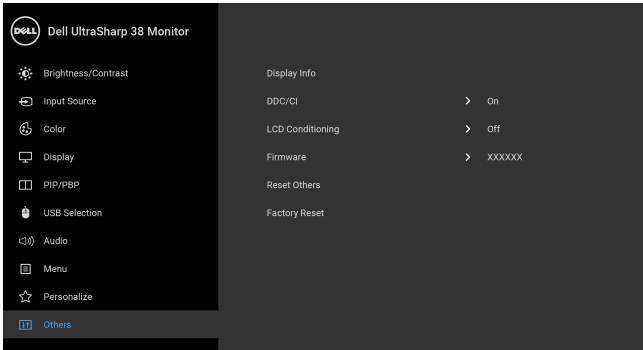 DELL Dell UltraSharp 38 Monitor
Brightness/Contrast
Input Source
Color
Display
PIP/PBP
USB Selection
Audio
Menu
Personalize
Others
Display Info
DDC/CI > On
LCD Conditioning > Off
Firmware > XXXXXX
Reset Others
Factory Reset